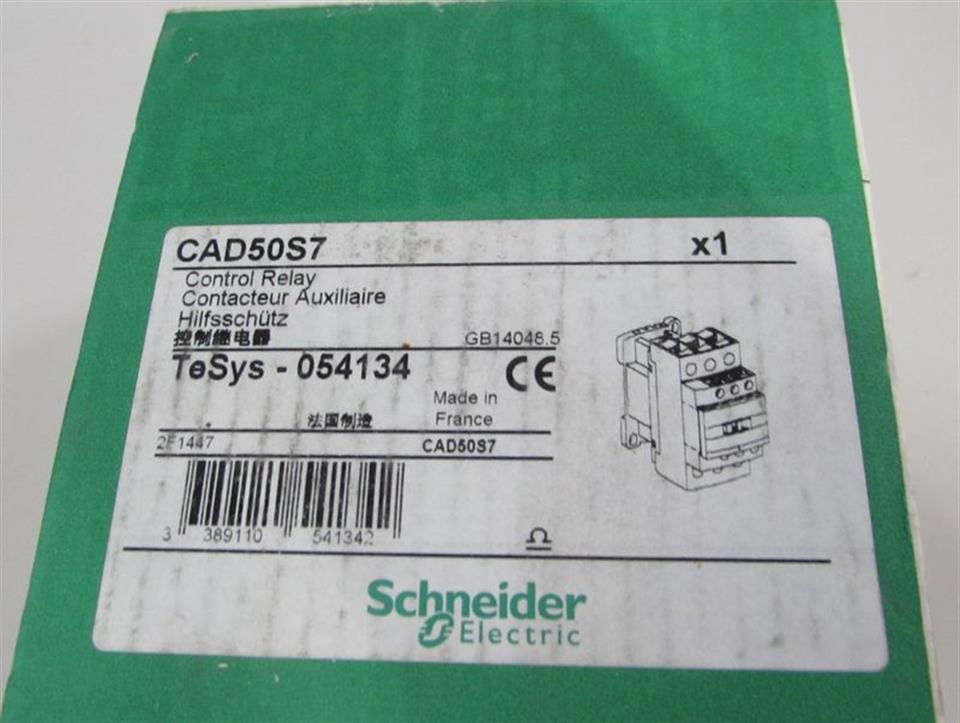 CAD50S7 x1
Control Relay
Contacteur Auxiliaire
Hilfsschütz
控制继电器 GB14048.5
TeSys - 054134 CE
Made in
法国制造 France
2F1447 CAD50S7
3 389110 541342
Schneider
Electric